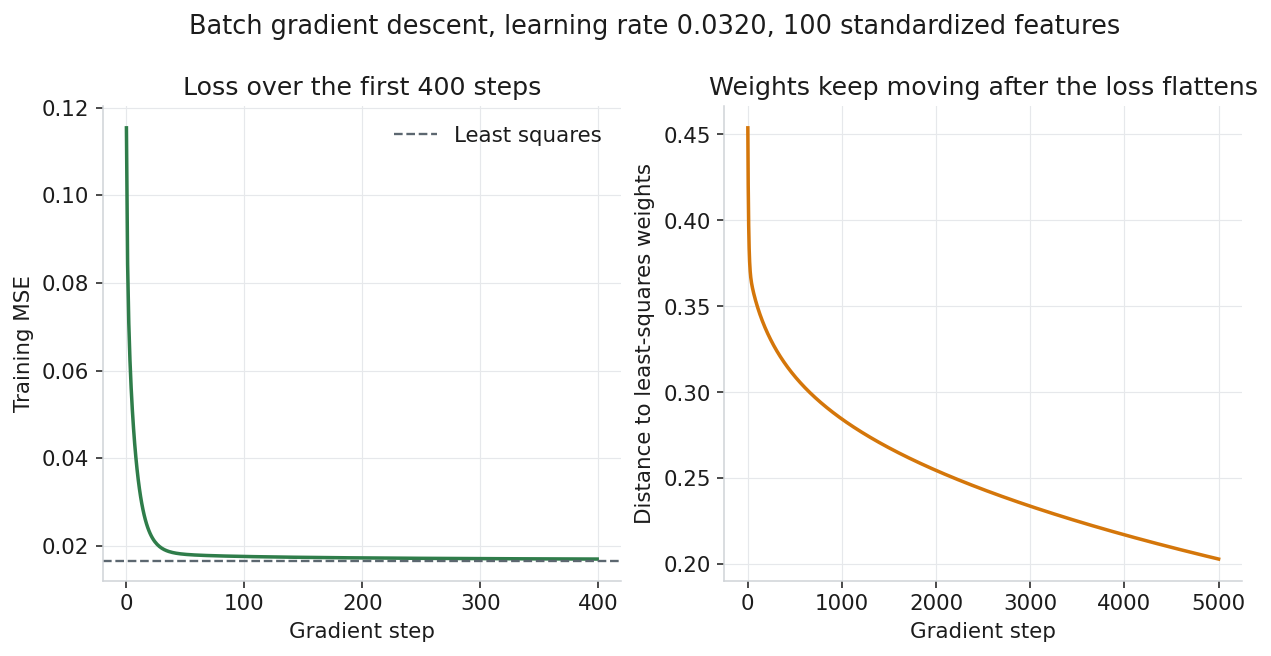 Batch gradient descent, learning rate 0.0320, 100 standardized features
Loss over the first 400 steps
Training MSE
0.12
0.10
0.08
0.06
0.04
0.02
Least squares
0
100
200
300
400
Gradient step
Weights keep moving after the loss flattens
Distance to least-squares weights
0.45
0.40
0.35
0.30
0.25
0.20
0
1000
2000
3000
4000
5000
Gradient step